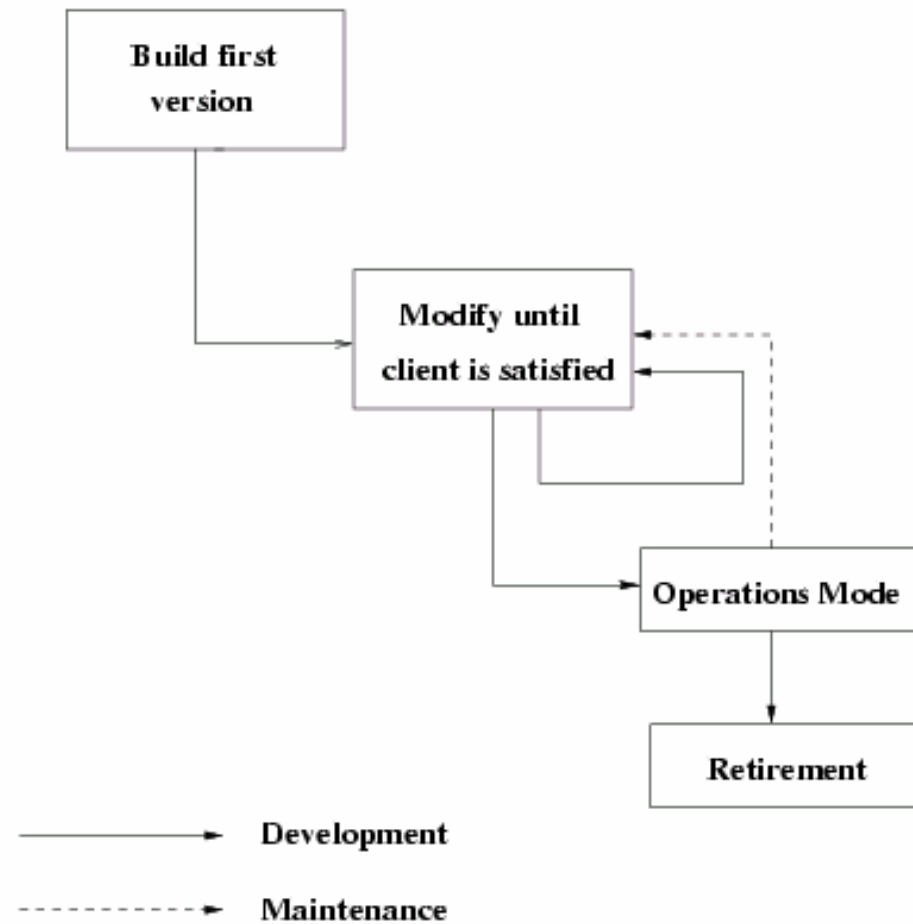 Build first
version
Modify until
client is satisfied
Operations Mode
Retirement
Development
Maintenance